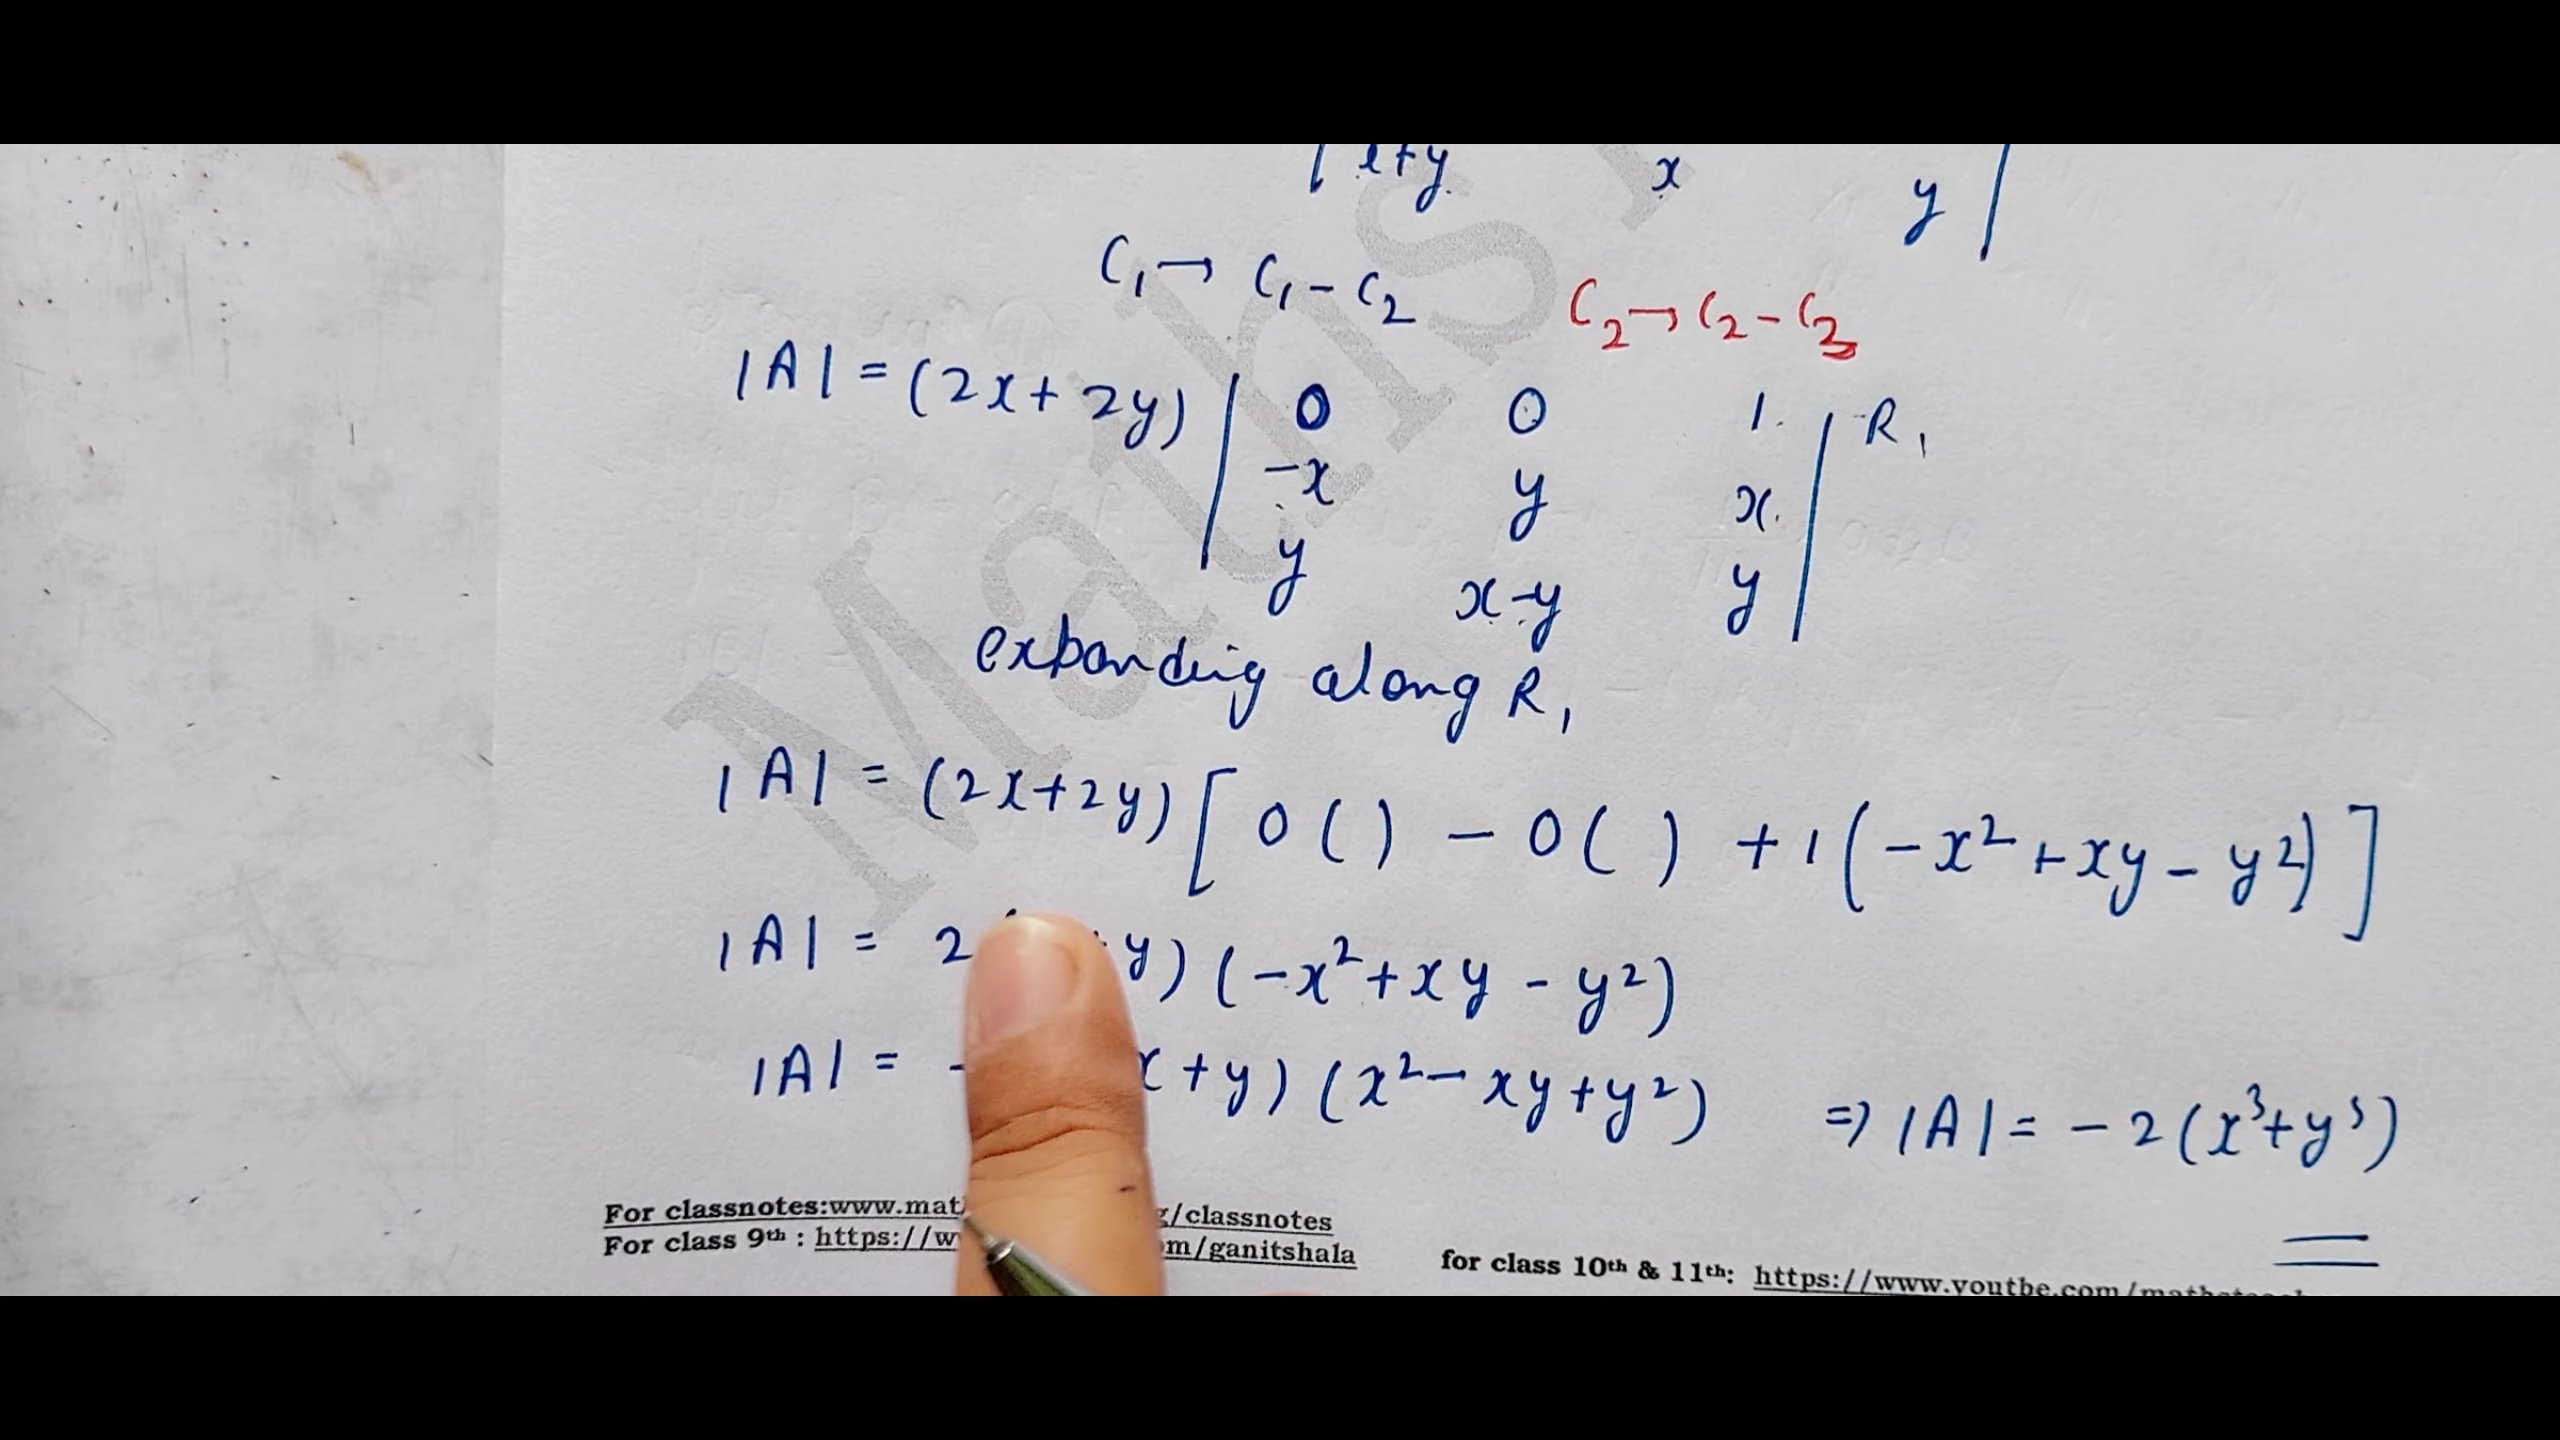 x y
C₁ → C₁ - C₂ C₂ → C₂ - C₃
|A| = (2x + 2y) | 0 0 1 | R₁
-x y x
y x-y y
expanding along R₁
|A| = (2x+2y) [ 0 ( ) - 0 ( ) + 1 (-x² + xy - y²) ]
|A| = 2 y) (-x² + xy - y²)
|A| = - x + y) (x² - xy + y²) ⇒ |A| = -2(x³+y³)
For classnotes:www.mat /classnotes
For class 9th : https://w m/ganitshala for class 10th & 11th: https://www.youtbe.com/
Maths